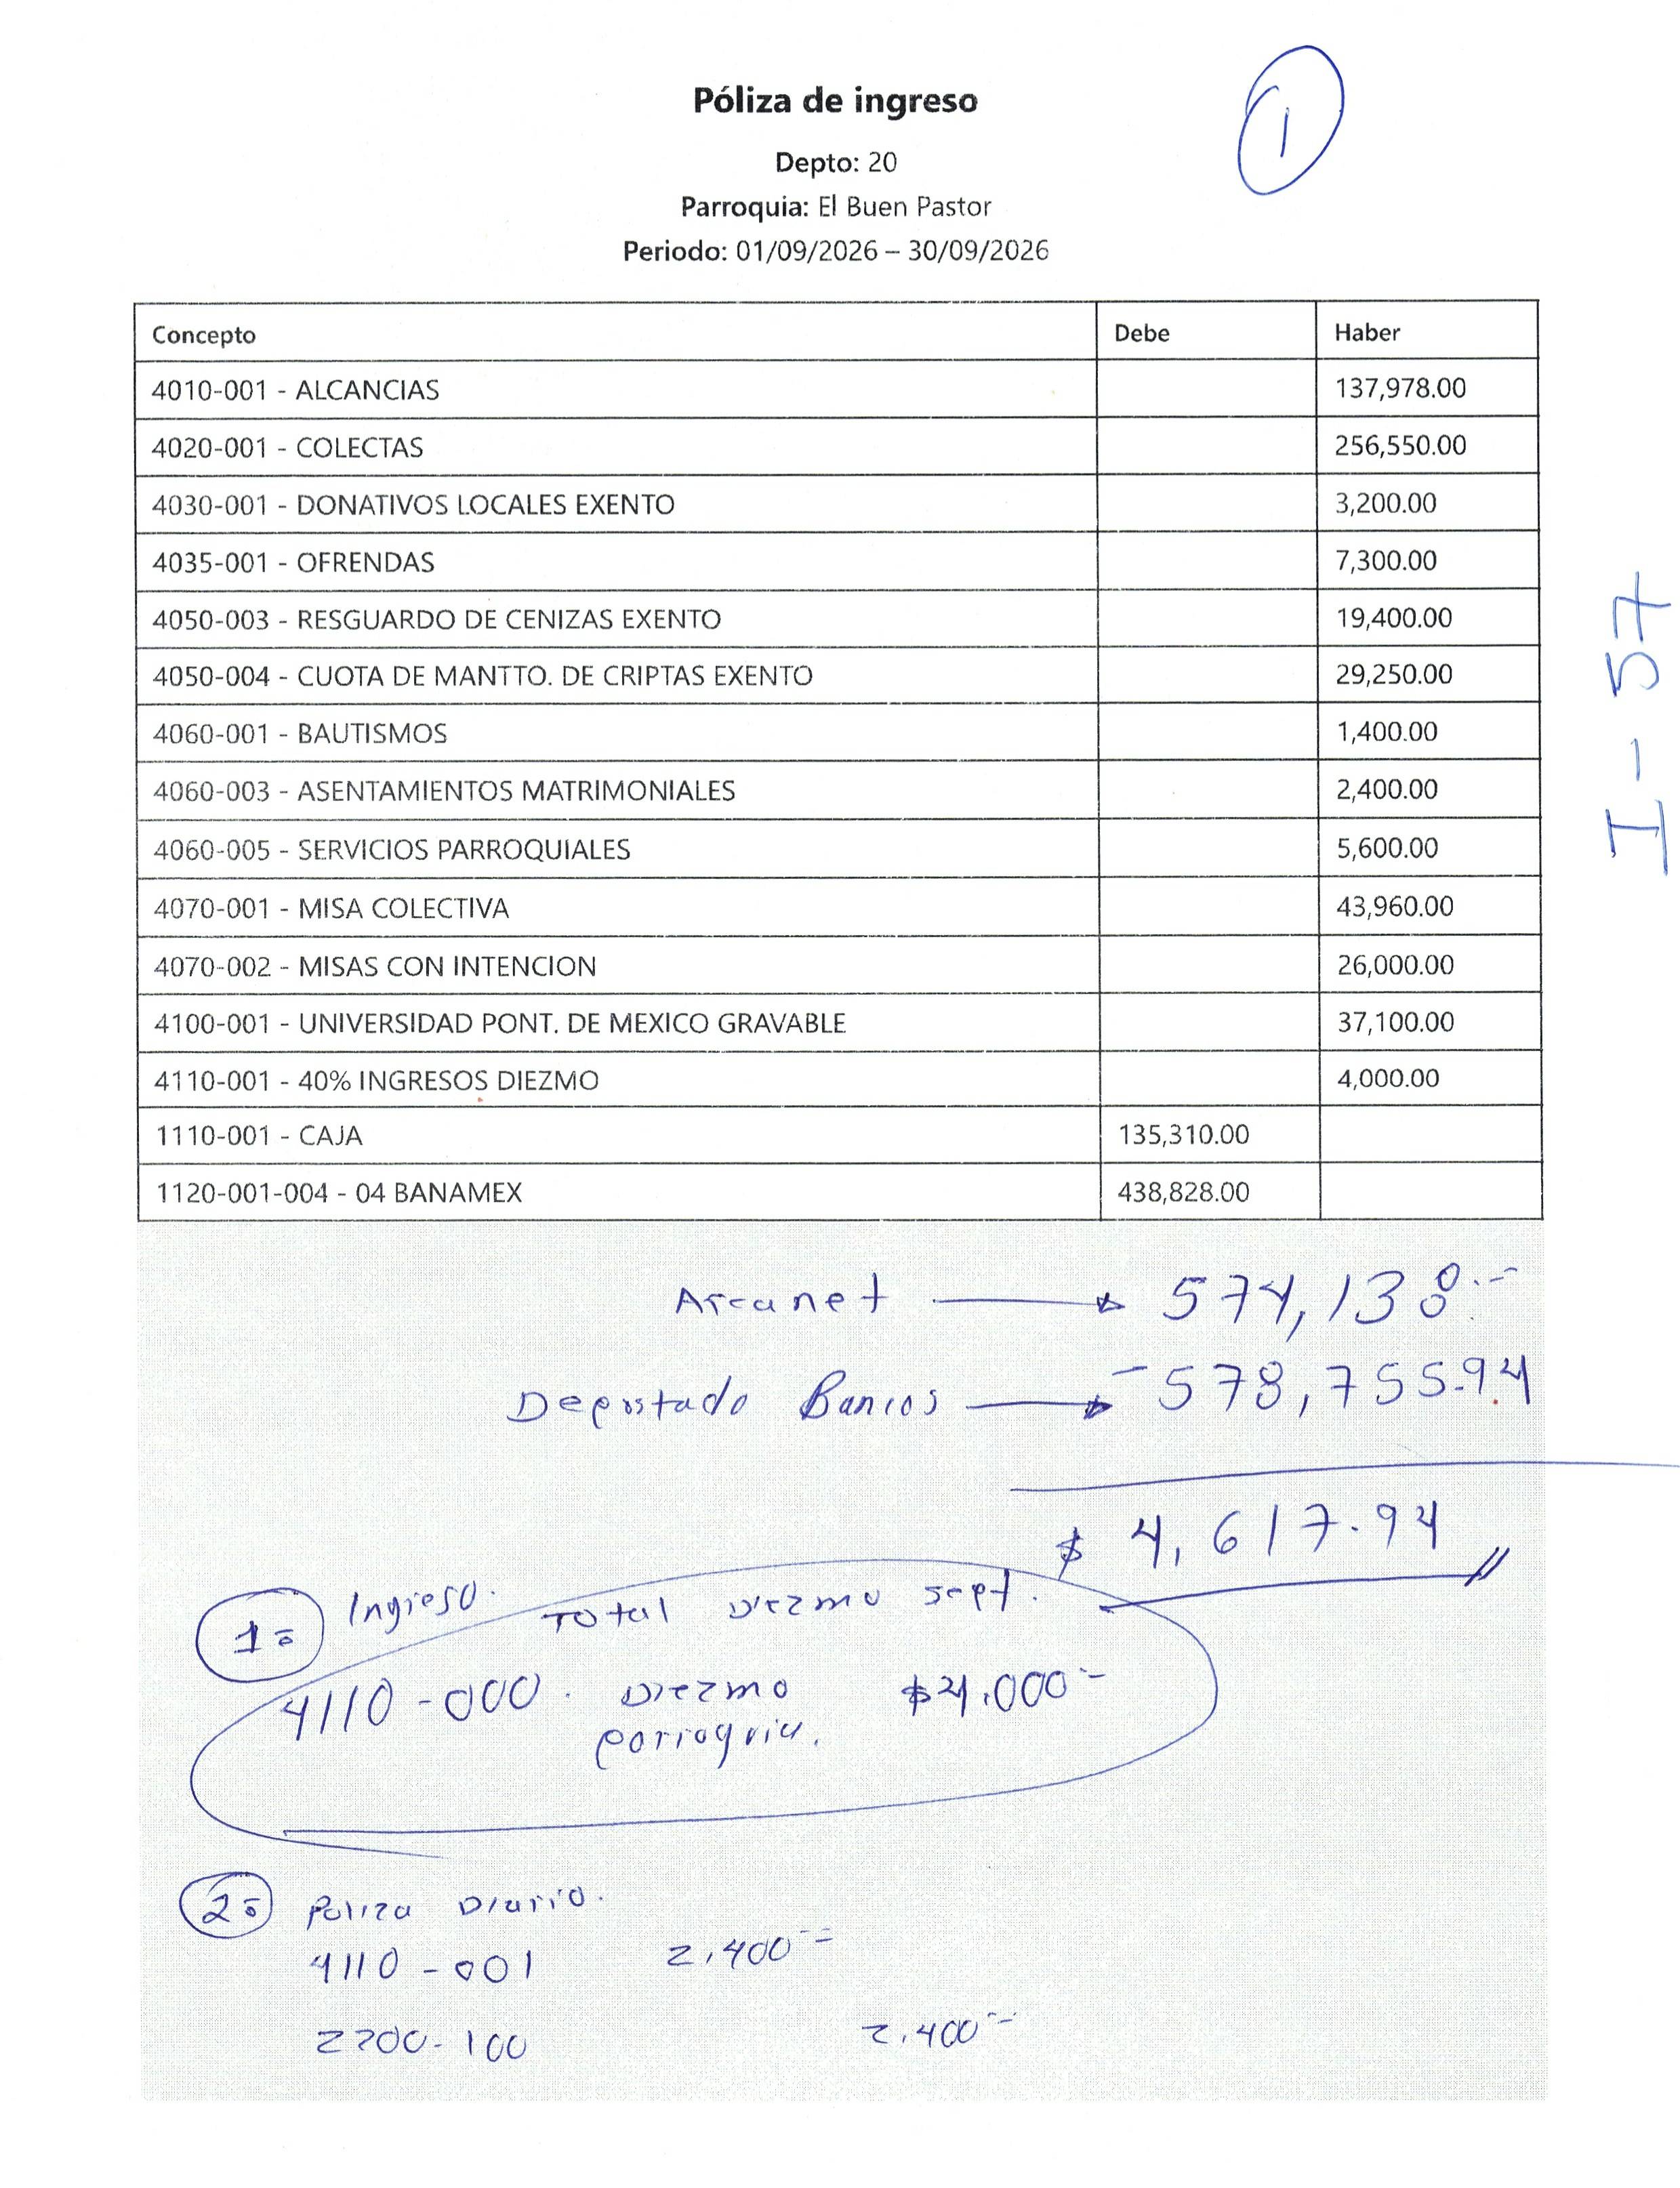 Póliza de ingreso
1
Depto: 20
Parroquia: El Buen Pastor
Periodo: 01/09/2026 – 30/09/2026
Concepto Debe Haber
4010-001 - ALCANCIAS 137,978.00
4020-001 - COLECTAS 256,550.00
4030-001 - DONATIVOS LOCALES EXENTO 3,200.00
4035-001 - OFRENDAS 7,300.00
4050-003 - RESGUARDO DE CENIZAS EXENTO 19,400.00
4050-004 - CUOTA DE MANTTO. DE CRIPTAS EXENTO 29,250.00
4060-001 - BAUTISMOS 1,400.00
4060-003 - ASENTAMIENTOS MATRIMONIALES 2,400.00
4060-005 - SERVICIOS PARROQUIALES 5,600.00
4070-001 - MISA COLECTIVA 43,960.00
4070-002 - MISAS CON INTENCION 26,000.00
4100-001 - UNIVERSIDAD PONT. DE MEXICO GRAVABLE 37,100.00
4110-001 - 40% INGRESOS DIEZMO 4,000.00
1110-001 - CAJA 135,310.00
1120-001-004 - 04 BANAMEX 438,828.00
I - 57
Arcanet → 574,138.-
Depositado Bancos → - 578,755.94
$ 4,617.94
1º Ingreso. Total Diezmo Sept.
4110-000. Diezmo $4,000.-
parroquia.
2º Poliza Diario.
4110-001 2,400.-
2200-100 2,400.-